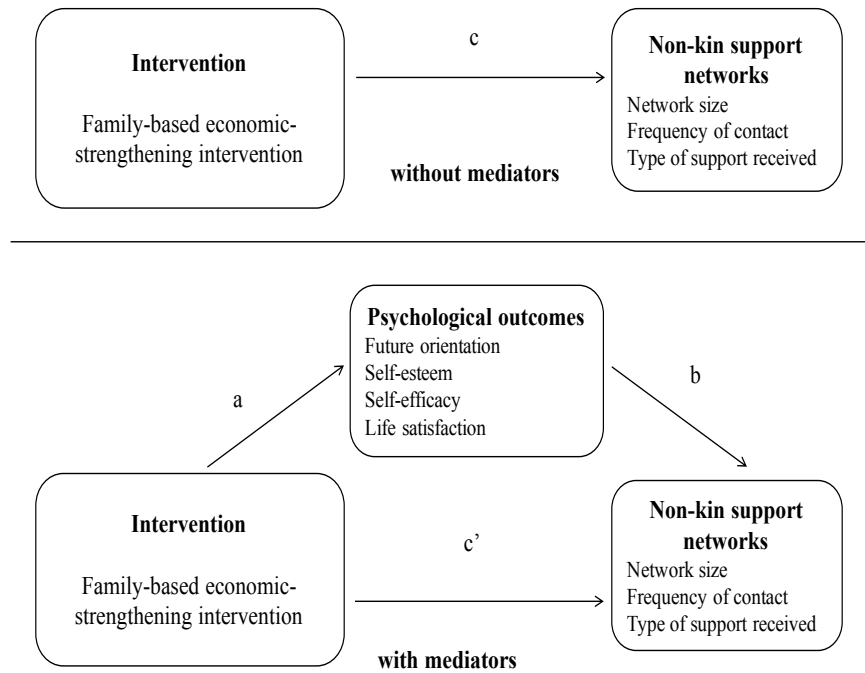 Intervention
Family-based economic-
strengthening intervention
c
without mediators
Non-kin support
networks
Network size
Frequency of contact
Type of support received
Psychological outcomes
Future orientation
Self-esteem
Self-efficacy
Life satisfaction
a
b
Intervention
Family-based economic-
strengthening intervention
c’
with mediators
Non-kin support
networks
Network size
Frequency of contact
Type of support received